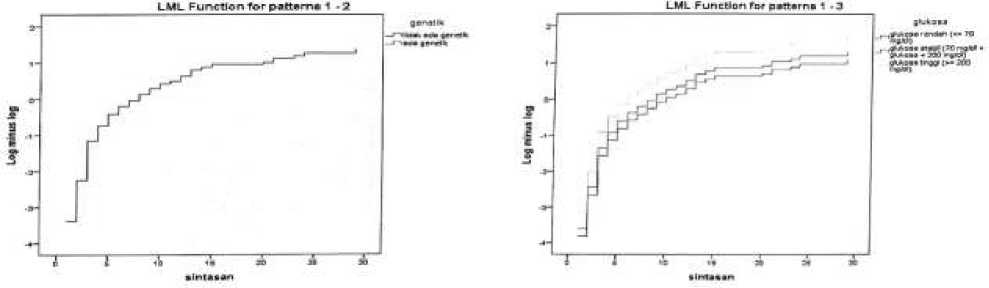 LML Function for patterns 1 - 2
genetik
tidak ada genetik
ada genetik
Log minus log
2
1
0
-1
-2
-3
-4
0
5
10
15
20
25
30
sintasan
LML Function for patterns 1 - 3
glukosa
glukosa rendah (<= 70
mg/dl)
glukosa stabil (70 mg/dl <
glukosa < 200 mg/dl)
glukosa tinggi (>= 200
mg/dl)
Log minus log
2
1
0
-1
-2
-3
-4
0
5
10
15
20
25
30
sintasan